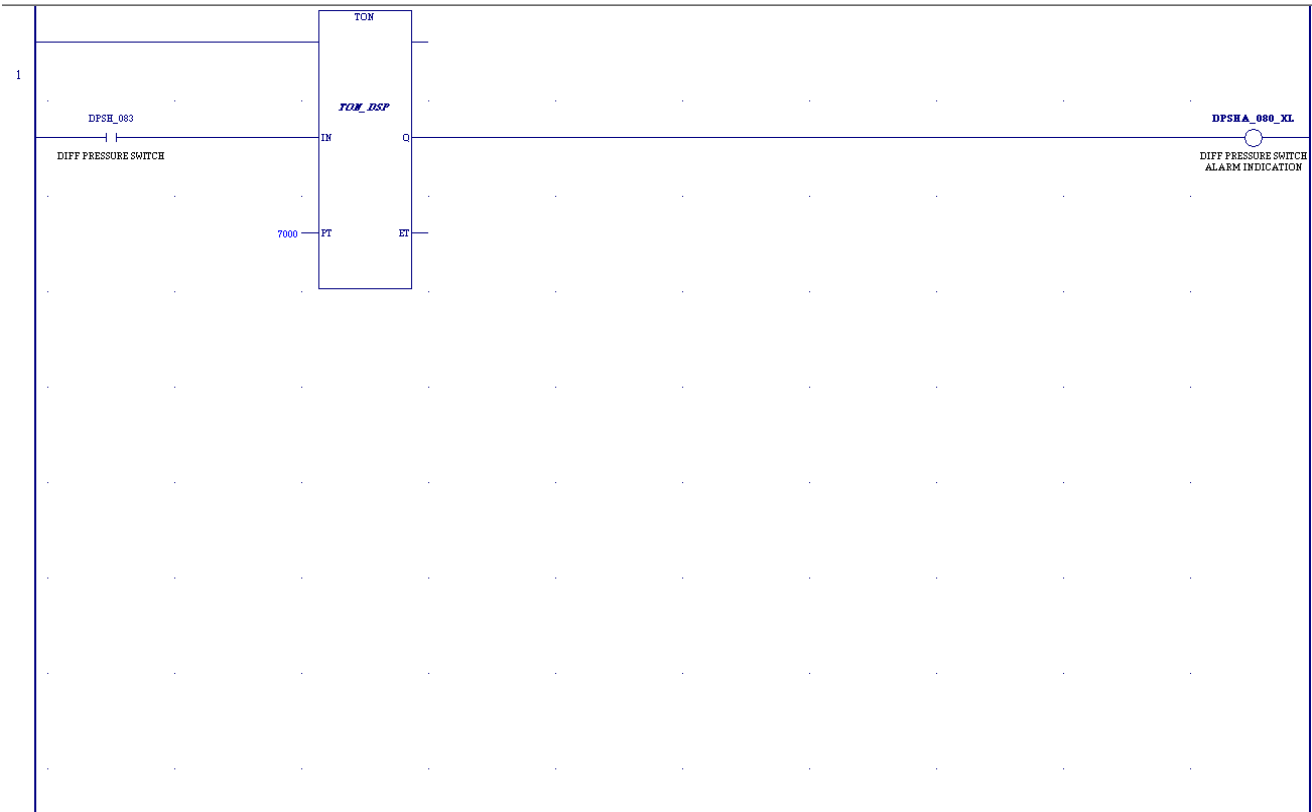 TON
1
TON_DSP
DPSH_083
DPSHA_080_XL
IN
Q
DIFF PRESSURE SWITCH
DIFF PRESSURE SWITCH
ALARM INDICATION
7000
PT
ET